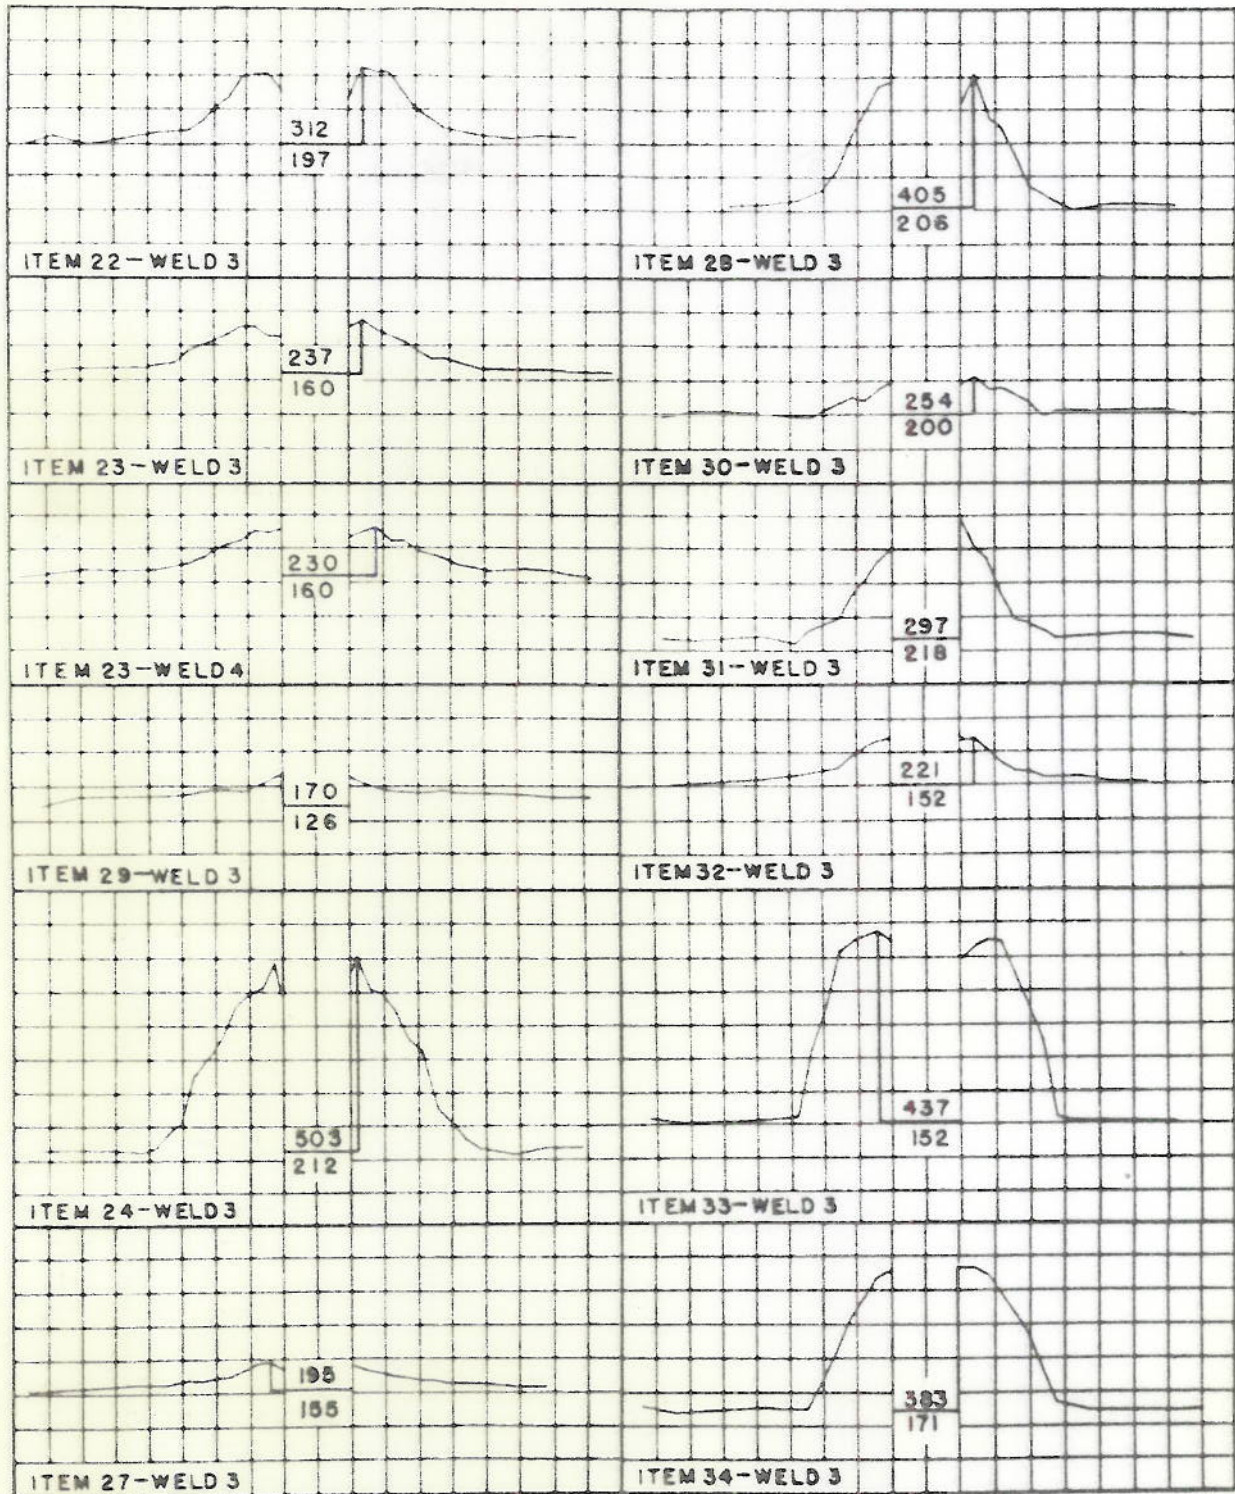 312
197
ITEM 22-WELD 3
237
160
ITEM 23-WELD 3
230
160
ITEM 23-WELD 4
170
126
ITEM 29-WELD 3
503
212
ITEM 24-WELD 3
195
155
ITEM 27-WELD 3
405
206
ITEM 28-WELD 3
254
200
ITEM 30-WELD 3
297
218
ITEM 31-WELD 3
221
152
ITEM 32-WELD 3
437
152
ITEM 33-WELD 3
383
171
ITEM 34-WELD 3